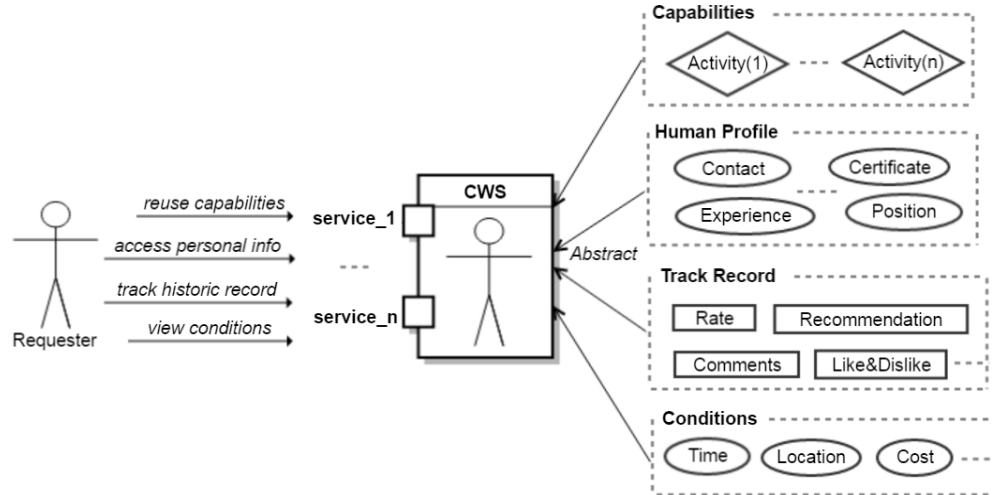 Capabilities
Activity(1)
Activity(n)
Human Profile
Contact
Certificate
Experience
Position
CWS
reuse capabilities
service_1
access personal info
Abstract
track historic record
service_n
view conditions
Requester
Track Record
Rate
Recommendation
Comments
Like&Dislike
Conditions
Time
Location
Cost